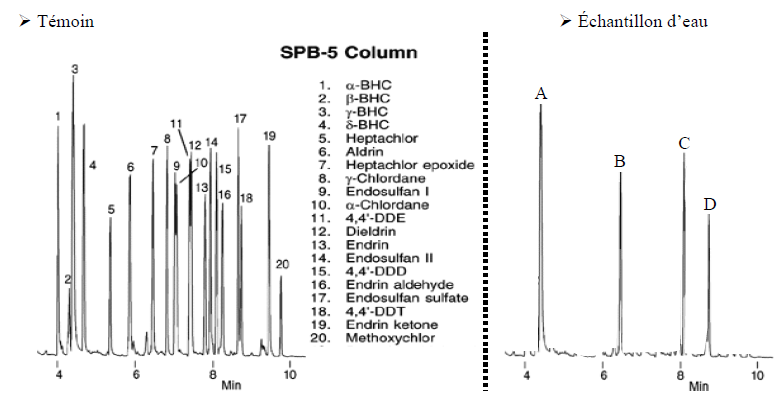 ➤ Témoin
➤ Échantillon d'eau
SPB-5 Column
1. α-BHC
2. β-BHC
3. γ-BHC
4. δ-BHC
5. Heptachlor
6. Aldrin
7. Heptachlor epoxide
8. γ-Chlordane
9. Endosulfan I
10. α-Chlordane
11. 4,4'-DDE
12. Dieldrin
13. Endrin
14. Endosulfan II
15. 4,4'-DDD
16. Endrin aldehyde
17. Endosulfan sulfate
18. 4,4'-DDT
19. Endrin ketone
20. Methoxychlor
1
2
3
4
5
6
7
8
9
10
11
12
13
14
15
16
17
18
19
20
4 6 8 10
Min
A
B
C
D
4 6 8 10
Min